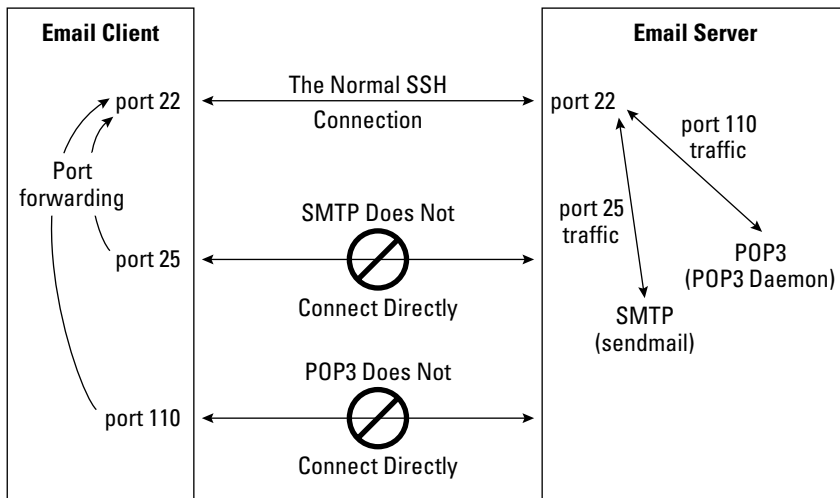 Email Client
Email Server
port 22
The Normal SSH
Connection
port 22
port 110
traffic
Port
forwarding
SMTP Does Not
port 25
traffic
port 25
Connect Directly
POP3
(POP3 Daemon)
SMTP
(sendmail)
POP3 Does Not
port 110
Connect Directly